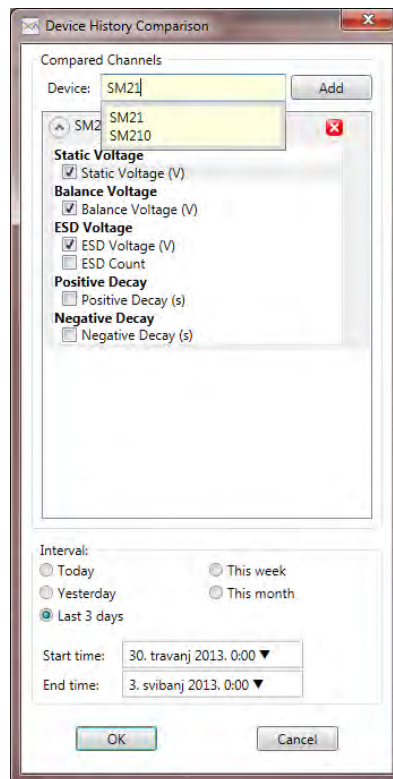 Device History Comparison
Compared Channels
Device: SM21 Add
SM21
SM210
Static Voltage
Static Voltage (V)
Balance Voltage
Balance Voltage (V)
ESD Voltage
ESD Voltage (V)
ESD Count
Positive Decay
Positive Decay (s)
Negative Decay
Negative Decay (s)
Interval:
Today This week
Yesterday This month
Last 3 days
Start time: 30. travanj 2013. 0:00
End time: 3. svibanj 2013. 0:00
OK Cancel